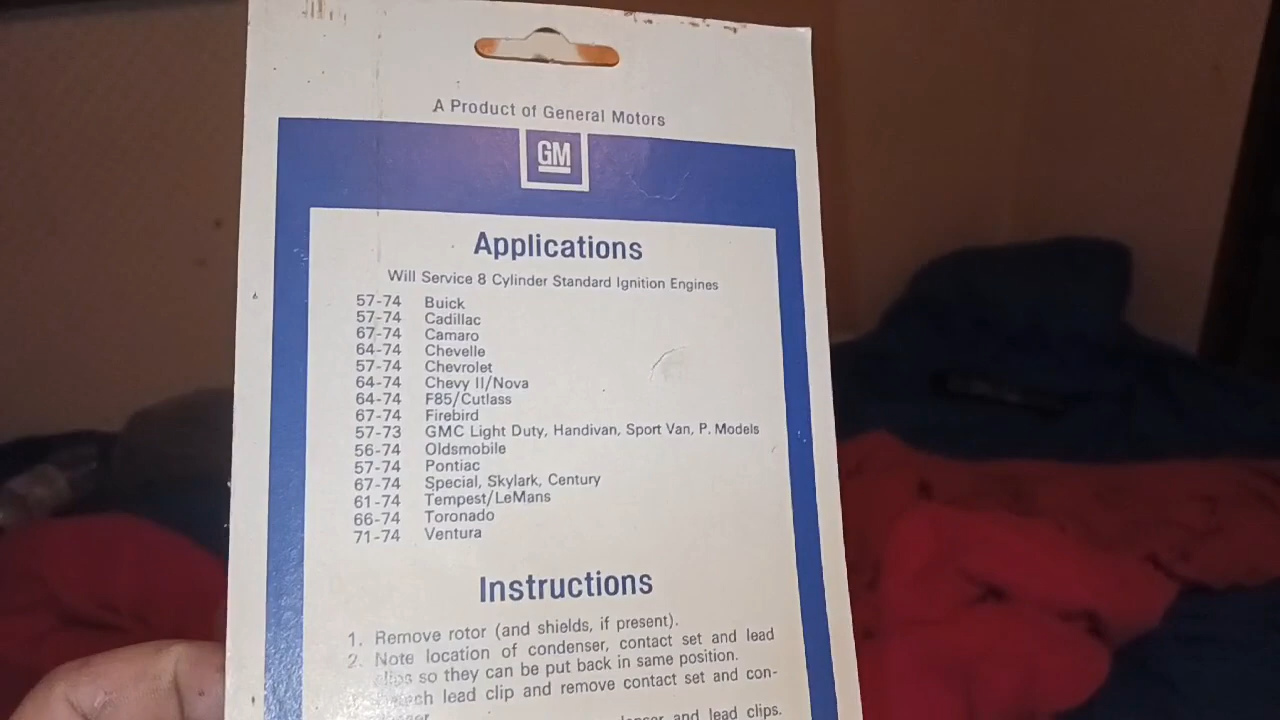 A Product of General Motors
GM
Applications
Will Service 8 Cylinder Standard Ignition Engines
57-74 Buick
57-74 Cadillac
67-74 Camaro
64-74 Chevelle
57-74 Chevrolet
64-74 Chevy II/Nova
64-74 F85/Cutlass
67-74 Firebird
57-73 GMC Light Duty, Handivan, Sport Van, P. Models
56-74 Oldsmobile
57-74 Pontiac
67-74 Special, Skylark, Century
61-74 Tempest/LeMans
66-74 Toronado
71-74 Ventura
Instructions
1. Remove rotor (and shields, if present).
2. Note location of condenser, contact set and lead
clips so they can be put back in same position.
lead clip and remove contact set and con-
and lead clips.